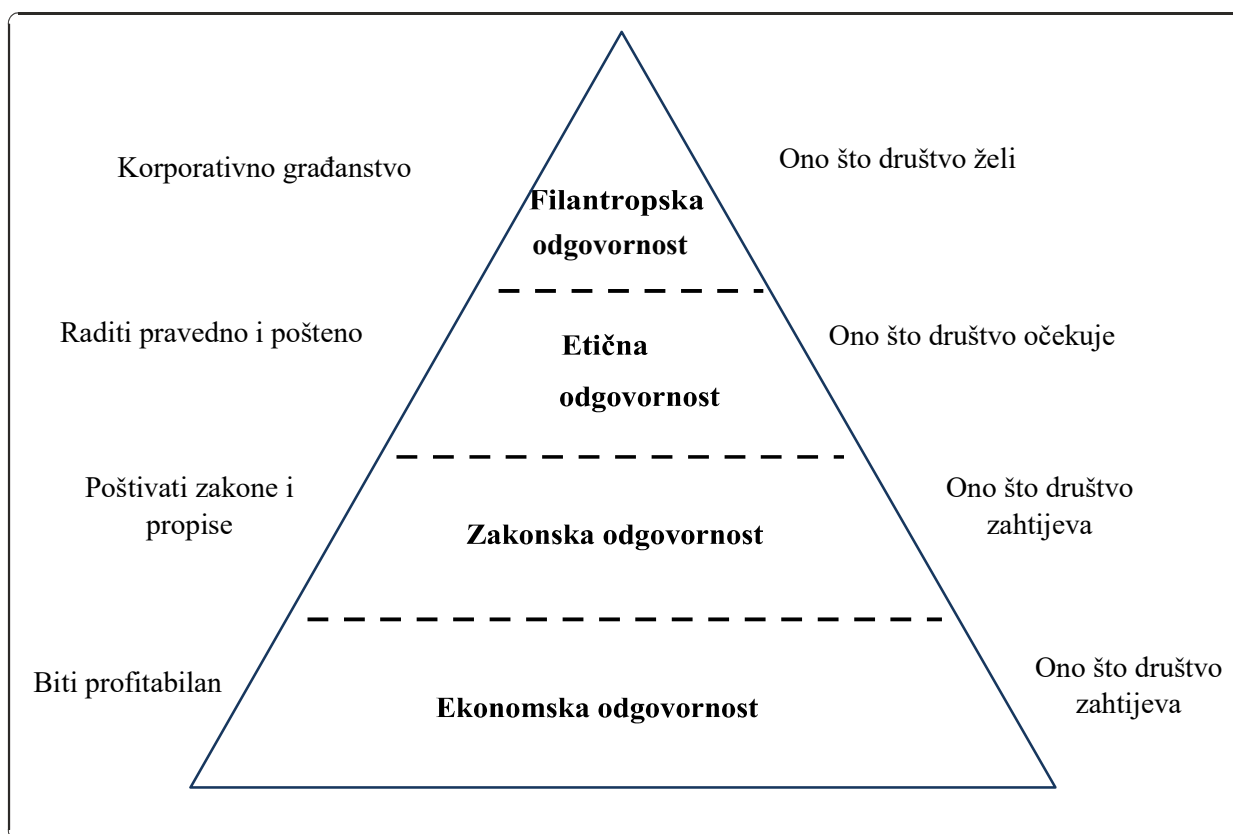 Korporativno građanstvo
Ono što društvo želi
Filantropska
odgovornost
Raditi pravedno i pošteno
Ono što društvo očekuje
Etična
odgovornost
Poštivati zakone i
propise
Ono što društvo
zahtijeva
Zakonska odgovornost
Biti profitabilan
Ono što društvo
zahtijeva
Ekonomska odgovornost